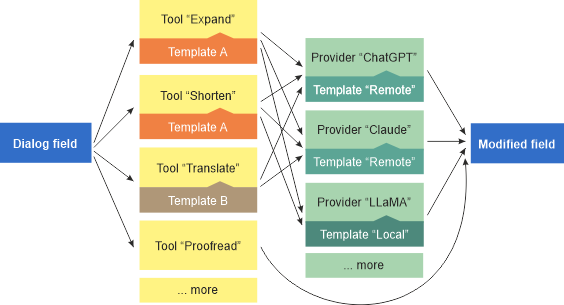 Dialog field
Tool “Expand”
Template A
Tool “Shorten”
Template A
Tool “Translate”
Template B
Tool “Proofread”
... more
Provider “ChatGPT”
Template “Remote”
Provider “Claude”
Template “Remote”
Provider “LLaMA”
Template “Local”
... more
Modified field